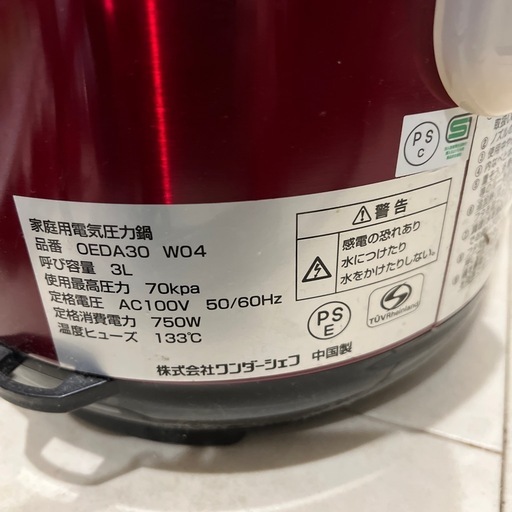 家庭用電気圧力鍋
品番 OEDA30 W04
呼び容量 3L
使用最高圧力 70kpa
定格電圧 AC100V 50/60Hz
定格消費電力 750W
温度ヒューズ 133℃
株式会社ワンダーシェフ 中国製
警告
感電の恐れあり
水につけたり
水をかけたりしない。
PS
E
TÜVRheinland
PS
C
S